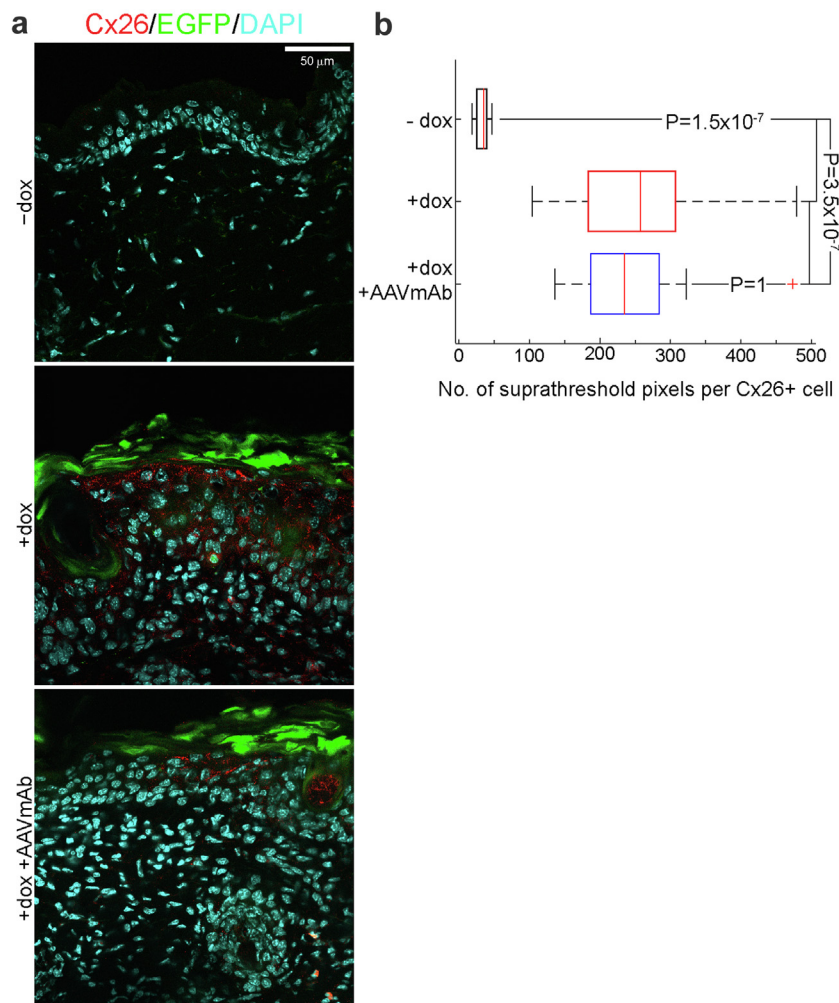 a
Cx26/EGFP/DAPI
50 μm
−dox
+dox
+dox +AAVmAb
b
- dox
+dox
+dox
+AAVmAb
P=1.5x10⁻⁷
P=3.5x10⁻⁷
P=1
0 100 200 300 400 500
No. of suprathreshold pixels per Cx26+ cell